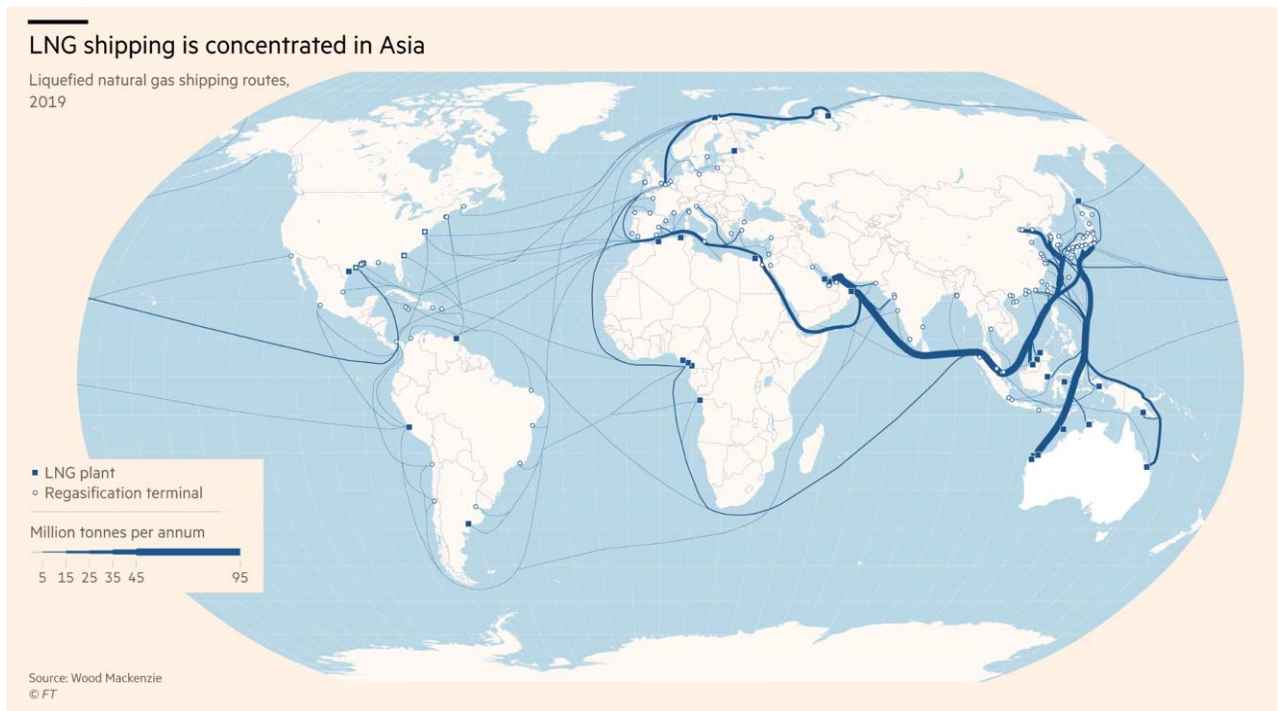 LNG shipping is concentrated in Asia
Liquefied natural gas shipping routes,
2019
LNG plant
Regasification terminal
Million tonnes per annum
5 15 25 35 45 95
Source: Wood Mackenzie
© FT